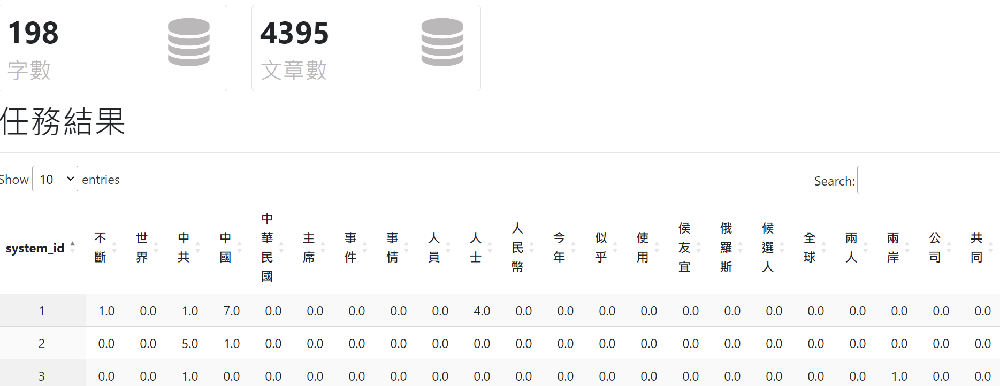 198
字數
4395
文章數
任務結果
Show 10 entries
Search:
system_id 不斷 世界 中共 中國 中華民國 主席 事件 事情 人員 人士 人民幣 今年 似乎 使用 侯友宜 俄羅斯 候選人 全球 兩人 兩岸 公司 共同
1 1.0 0.0 1.0 7.0 0.0 0.0 0.0 0.0 0.0 4.0 0.0 0.0 0.0 0.0 0.0 0.0 0.0 0.0 0.0 0.0 0.0 0.0
2 0.0 0.0 5.0 1.0 0.0 0.0 0.0 0.0 0.0 0.0 0.0 0.0 0.0 0.0 0.0 0.0 0.0 0.0 0.0 0.0 0.0 0.0
3 0.0 0.0 1.0 0.0 0.0 0.0 0.0 0.0 0.0 0.0 0.0 0.0 0.0 0.0 0.0 0.0 0.0 0.0 0.0 1.0 0.0 0.0